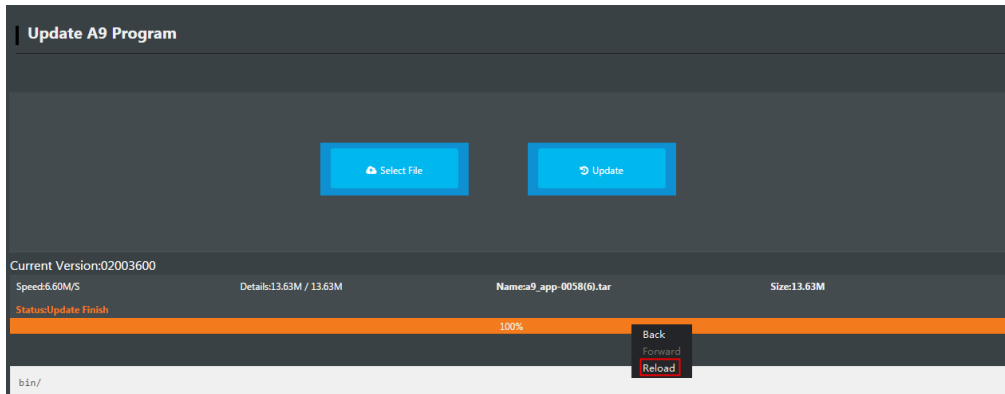 Update A9 Program
Select File
Update
Current Version:02003600
Speed:6.60M/S Details:13.63M / 13.63M Name:a9_app-0058(6).tar Size:13.63M
Status:Update Finish
100%
Back
Forward
Reload
bin/